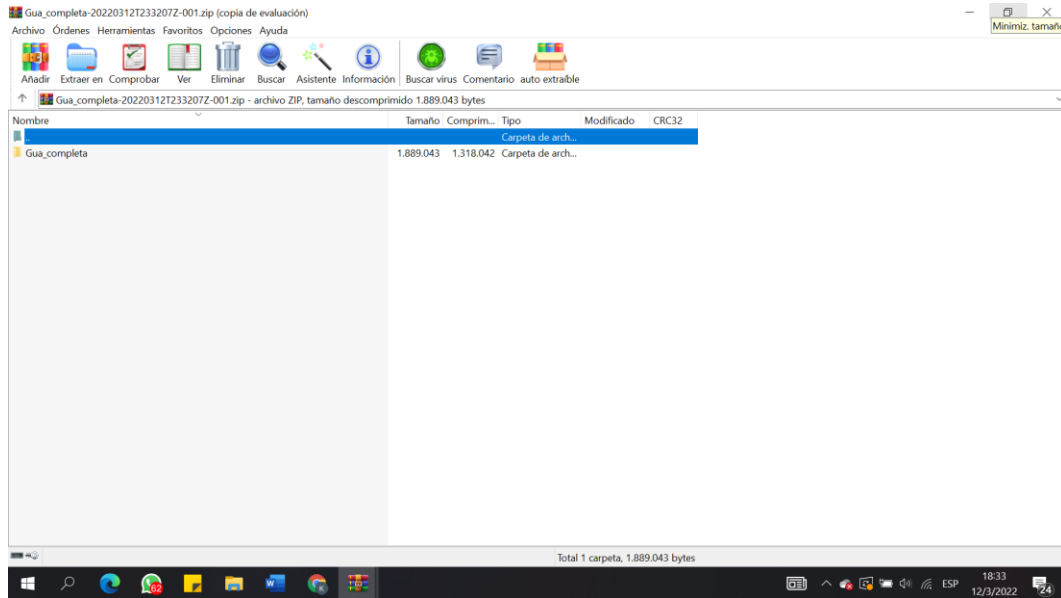 Gua_completa-20220312T233207Z-001.zip (copia de evaluación)
Minimiz. tamaño
Archivo Órdenes Herramientas Favoritos Opciones Ayuda
Añadir Extraer en Comprobar Ver Eliminar Buscar Asistente Información Buscar virus Comentario auto extraíble
Gua_completa-20220312T233207Z-001.zip - archivo ZIP, tamaño descomprimido 1.889.043 bytes
Nombre Tamaño Comprim... Tipo Modificado CRC32
.. Carpeta de arch...
Gua_completa 1.889.043 1.318.042 Carpeta de arch...
Total 1 carpeta, 1.889.043 bytes
62
W
K
ESP
18:33
12/3/2022
24